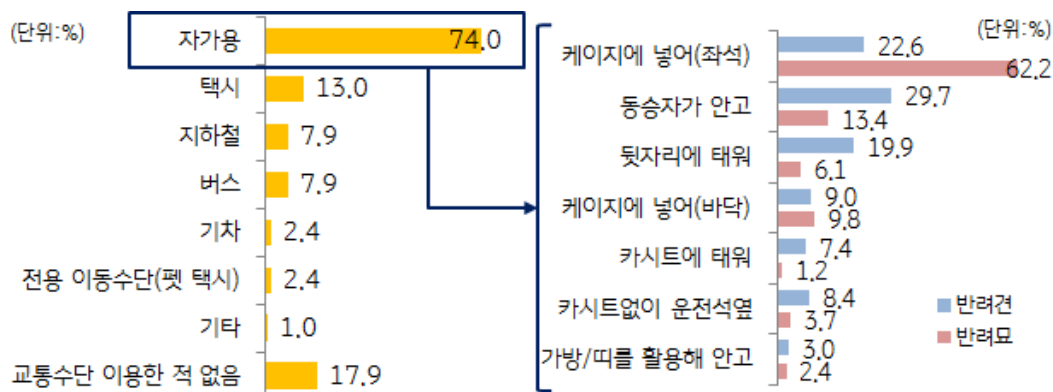 (단위:%)
자가용 74.0
택시 13.0
지하철 7.9
버스 7.9
기차 2.4
전용 이동수단(펫 택시) 2.4
기타 1.0
교통수단 이용한 적 없음 17.9
(단위:%)
케이지에 넣어(좌석) 22.6
62.2
동승자가 안고 29.7
13.4
뒷자리에 태워 19.9
6.1
케이지에 넣어(바닥) 9.0
9.8
카시트에 태워 7.4
1.2
카시트없이 운전석옆 8.4
3.7
가방/띠를 활용해 안고 3.0
2.4
반려견
반려묘